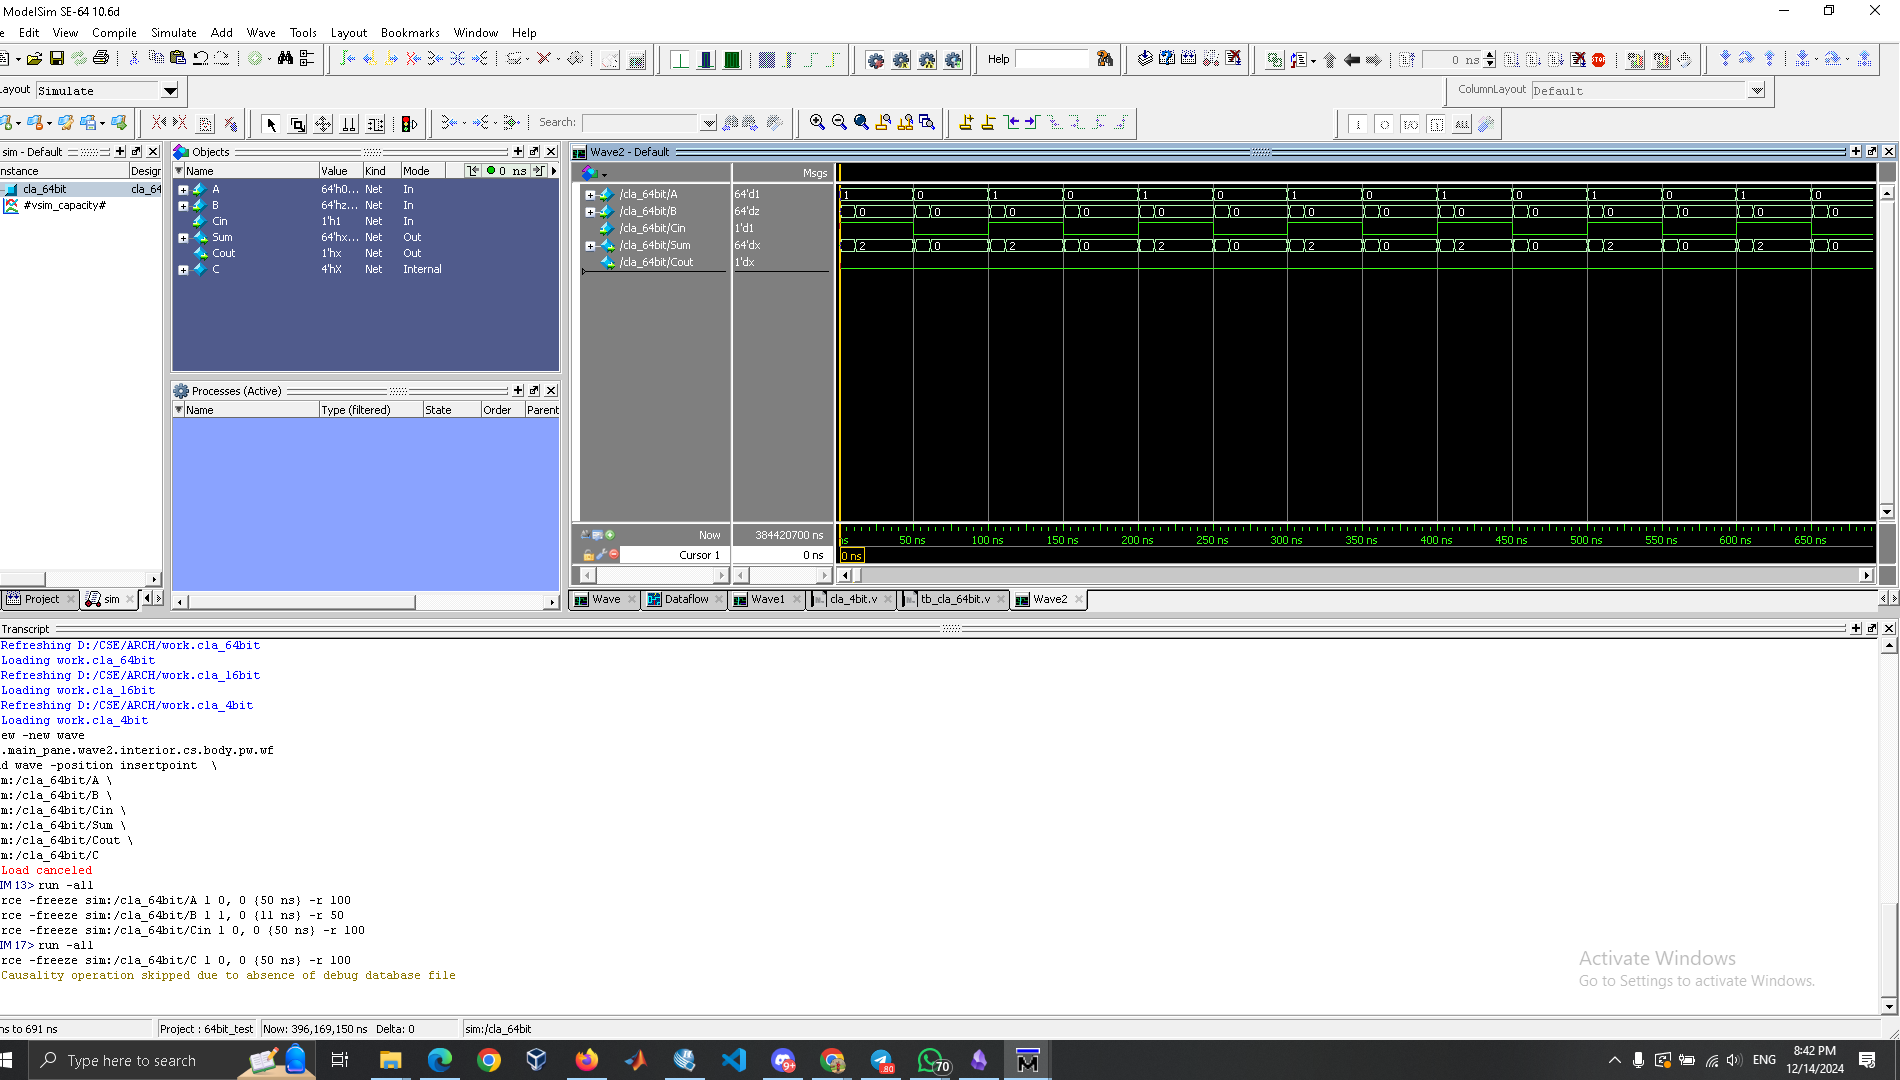 ModelSim SE-64 10.6d
e Edit View Compile Simulate Add Wave Tools Layout Bookmarks Window Help
Help
0 ns
STOP
ayout Simulate
ColumnLayout Default
Search:
ALL
sim - Default
nstance Design
cla_64bit cla_64
#vsim_capacity#
Project sim
Objects
Name Value Kind Mode 0 ns
A 64'h0... Net In
B 64'hz... Net In
Cin 1'h1 Net In
Sum 64'hx... Net Out
Cout 1'hx Net Out
C 4'hX Net Internal
Processes (Active)
Name Type (filtered) State Order Parent
Wave2 - Default
Msgs
/cla_64bit/A 64'd1 1 0 1 0 1 0 1 0 1 0 1 0 1 0
/cla_64bit/B 64'dz 0 0 0 0 0 0 0 0 0 0 0 0 0 0
/cla_64bit/Cin 1'd1
/cla_64bit/Sum 64'dx 2 0 2 0 2 0 2 0 2 0 2 0 2 0
/cla_64bit/Cout 1'dx
Now 384420700 ns ns 50 ns 100 ns 150 ns 200 ns 250 ns 300 ns 350 ns 400 ns 450 ns 500 ns 550 ns 600 ns 650 ns
Cursor 1 0 ns 0 ns
Wave Dataflow Wave1 cla_4bit.v tb_cla_64bit.v Wave2
Transcript
Refreshing D:/CSE/ARCH/work.cla_64bit
Loading work.cla_64bit
Refreshing D:/CSE/ARCH/work.cla_16bit
Loading work.cla_16bit
Refreshing D:/CSE/ARCH/work.cla_4bit
Loading work.cla_4bit
ew -new wave
.main_pane.wave2.interior.cs.body.pw.wf
d wave -position insertpoint \
m:/cla_64bit/A \
m:/cla_64bit/B \
m:/cla_64bit/Cin \
m:/cla_64bit/Sum \
m:/cla_64bit/Cout \
m:/cla_64bit/C
Load canceled
IM 13> run -all
rce -freeze sim:/cla_64bit/A 1 0, 0 {50 ns} -r 100
rce -freeze sim:/cla_64bit/B 1 1, 0 {11 ns} -r 50
rce -freeze sim:/cla_64bit/Cin 1 0, 0 {50 ns} -r 100
IM 17> run -all
rce -freeze sim:/cla_64bit/C 1 0, 0 {50 ns} -r 100
Causality operation skipped due to absence of debug database file
Activate Windows
Go to Settings to activate Windows.
ns to 691 ns Project : 64bit_test Now: 396,169,150 ns Delta: 0 sim:/cla_64bit
Type here to search
9+
80
70
ENG
8:42 PM
12/14/2024